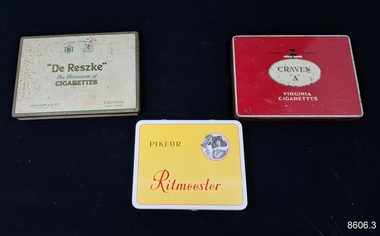 "De Reszke"
The Aristocrat of
CIGARETTES
CRAVEN
"A"
VIRGINIA
CIGARETTES
PIKEUR
Ritmeester
8606.3